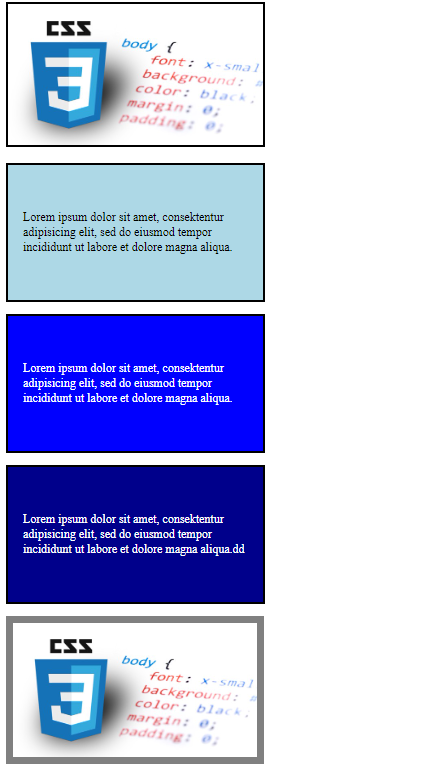 CSS
3
body {
font: x-smal
background: #
color: black;
margin: 0;
padding: 0;
Lorem ipsum dolor sit amet, consektentur
adipisicing elit, sed do eiusmod tempor
incididunt ut labore et dolore magna aliqua.
Lorem ipsum dolor sit amet, consektentur
adipisicing elit, sed do eiusmod tempor
incididunt ut labore et dolore magna aliqua.
Lorem ipsum dolor sit amet, consektentur
adipisicing elit, sed do eiusmod tempor
incididunt ut labore et dolore magna aliqua.dd
CSS
3
body {
font: x-smal
background: #
color: black;
margin: 0;
padding: 0;